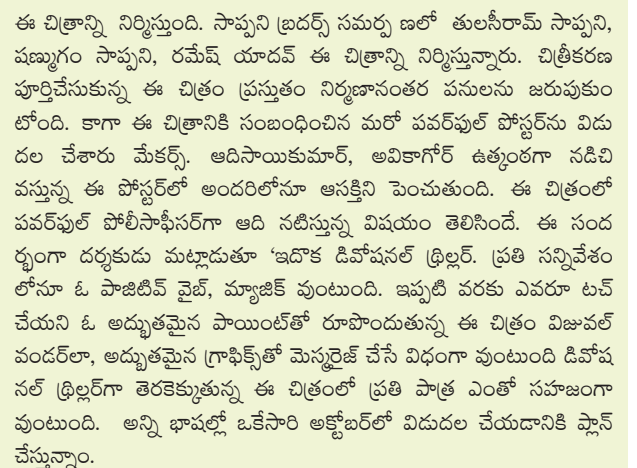 ఈ చిత్రాన్ని నిర్మిస్తుంది. సాప్పని బ్రదర్స్ సమర్ప ణలో తులసీరామ్ సాప్పని,
షణ్ముగం సాప్పని, రమేష్ యాదవ్ ఈ చిత్రాన్ని నిర్మిస్తున్నారు. చిత్రీకరణ
పూర్తిచేసుకున్న ఈ చిత్రం ప్రస్తుతం నిర్మణానంతర పనులను జరుపుకుం
టోంది. కాగా ఈ చిత్రానికి సంబంధించిన మరో పవర్‌ఫుల్ పోస్టర్‌ను విడు
దల చేశారు మేకర్స్. ఆదిసాయికుమార్, అవికాగోర్ ఉత్కంఠగా నడిచి
వస్తున్న ఈ పోస్టర్‌లో అందరిలోనూ ఆసక్తిని పెంచుతుంది. ఈ చిత్రంలో
పవర్‌ఫుల్ పోలీసాఫీసర్‌గా ఆది నటిస్తున్న విషయం తెలిసిందే. ఈ సంద
ర్భంగా దర్శకుడు మట్లాడుతూ ‘ఇదొక డివోషనల్ థ్రిల్లర్. ప్రతి సన్నివేశం
లోనూ ఓ పాజిటివ్ వైబ్, మ్యాజిక్ వుంటుంది. ఇప్పటి వరకు ఎవరూ టచ్
చేయని ఓ అద్భుతమైన పాయింట్‌తో రూపొందుతున్న ఈ చిత్రం విజువల్
వండర్‌లా, అద్భుతమైన గ్రాఫిక్స్‌తో మెస్మరైజ్ చేసే విధంగా వుంటుంది డివోష
నల్ థ్రిల్లర్‌గా తెరకెక్కుతున్న ఈ చిత్రంలో ప్రతి పాత్ర ఎంతో సహజంగా
వుంటుంది. అన్ని భాషల్లో ఒకేసారి అక్టోబర్‌లో విడుదల చేయడానికి ప్లాన్
చేస్తున్నాం.